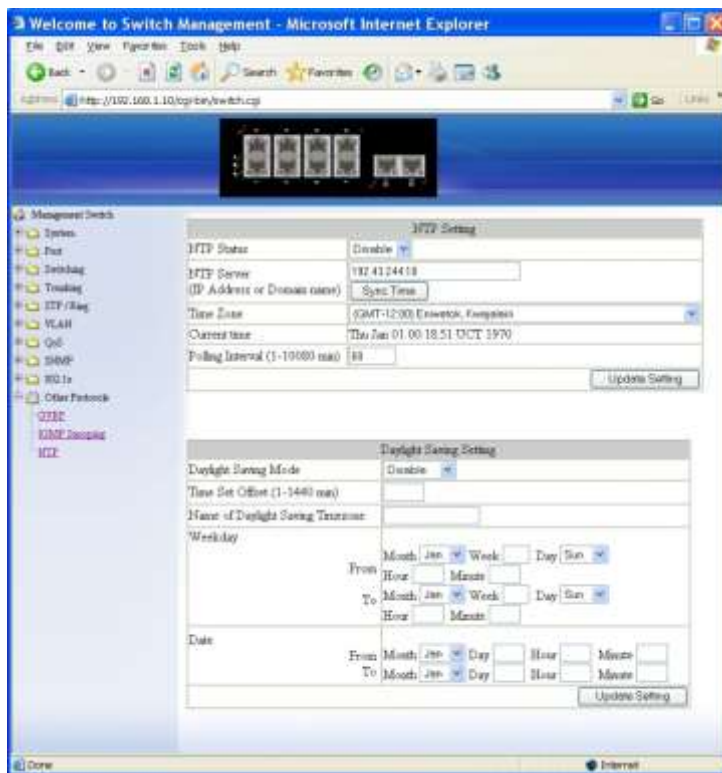 Welcome to Switch Management - Microsoft Internet Explorer
File Edit View Favorites Tools Help
Back Search Favorites
Address http://192.168.1.10/cgi-bin/switch.cgi Go Links
Management Switch
System
Port
Switching
Trunking
STP / Ring
VLAN
QoS
SNMP
802.1x
Other Protocols
GVRP
IGMP Snooping
NTP
NTP Setting
NTP Status Disable
NTP Server
(IP Address or Domain name) 192.43.244.18
Sync Time
Time Zone (GMT-12:00) Eniwetok, Kwajalein
Current time Thu Jan 01 00:18:51 UCT 1970
Polling Interval (1-10080 min) 60
Update Setting
Daylight Saving Setting
Daylight Saving Mode Disable
Time Set Offset (1-1440 min)
Name of Daylight Saving Timezone
Weekday
From Month Jan Week Day Sun
Hour Minute
To Month Jan Week Day Sun
Hour Minute
Date
From Month Jan Day Hour Minute
To Month Jan Day Hour Minute
Update Setting
Done Internet